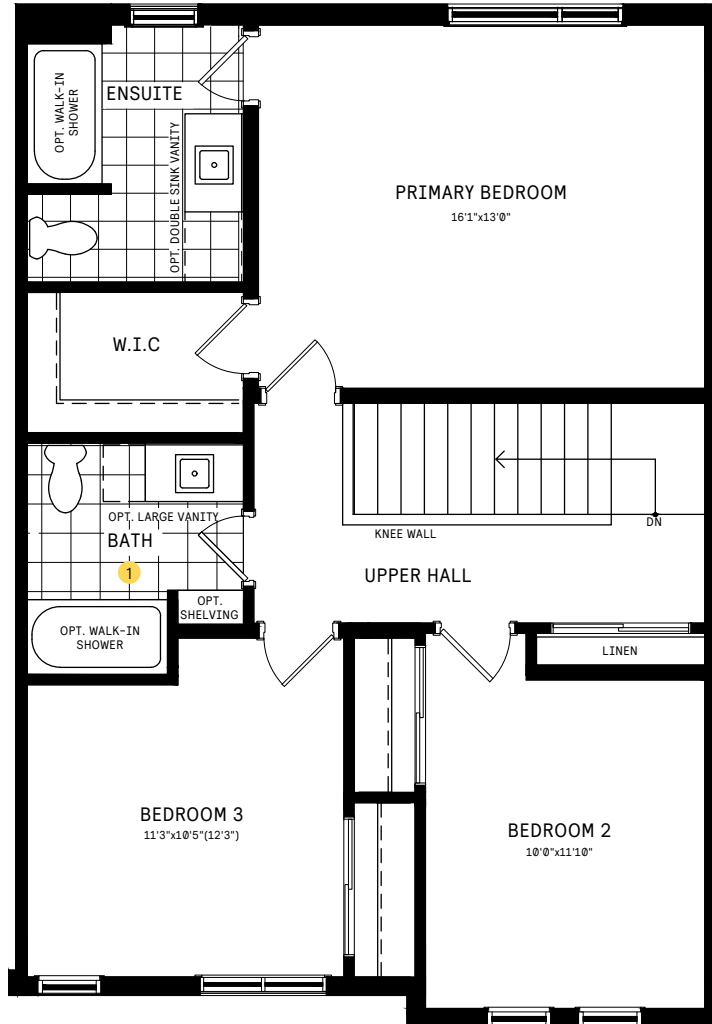 OPT. WALK-IN
SHOWER
ENSUITE
OPT. DOUBLE SINK VANITY
PRIMARY BEDROOM
16'1"x13'0"
W.I.C
OPT. LARGE VANITY
BATH
1
KNEE WALL
DN
UPPER HALL
OPT.
SHELVING
OPT. WALK-IN
SHOWER
LINEN
BEDROOM 3
11'3"x10'5"(12'3")
BEDROOM 2
10'0"x11'10"